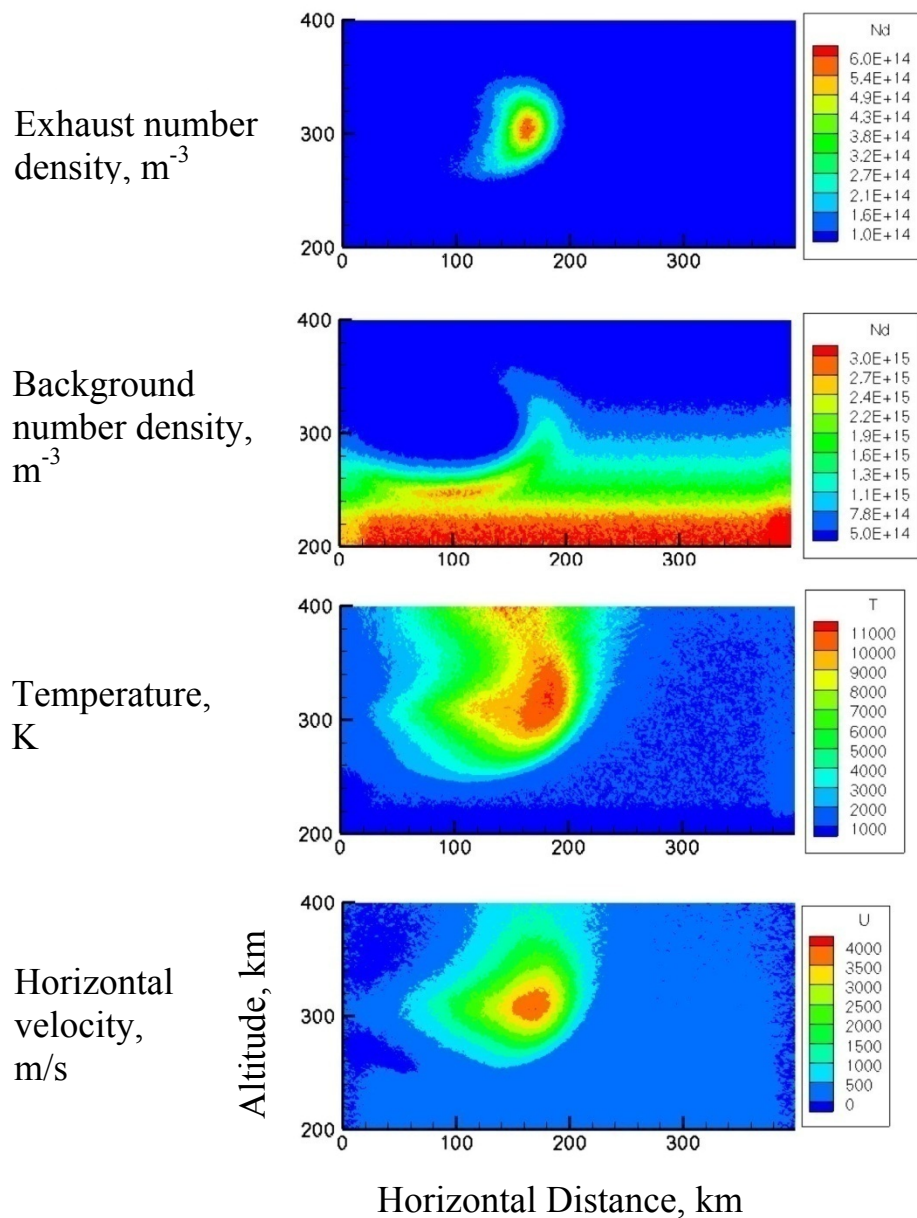 Exhaust number
density, m-3
400
300
200
0
100
200
300
Nd
6.0E+14
5.4E+14
4.9E+14
4.3E+14
3.8E+14
3.2E+14
2.7E+14
2.1E+14
1.6E+14
1.0E+14
Background
number density,
m-3
400
300
200
0
100
200
300
Nd
3.0E+15
2.7E+15
2.4E+15
2.2E+15
1.9E+15
1.6E+15
1.3E+15
1.1E+15
7.8E+14
5.0E+14
Temperature,
K
400
300
200
0
100
200
300
T
11000
10000
9000
8000
7000
6000
5000
4000
3000
2000
1000
Horizontal
velocity,
m/s
Altitude, km
400
300
200
0
100
200
300
U
4000
3500
3000
2500
2000
1500
1000
500
0
Horizontal Distance, km